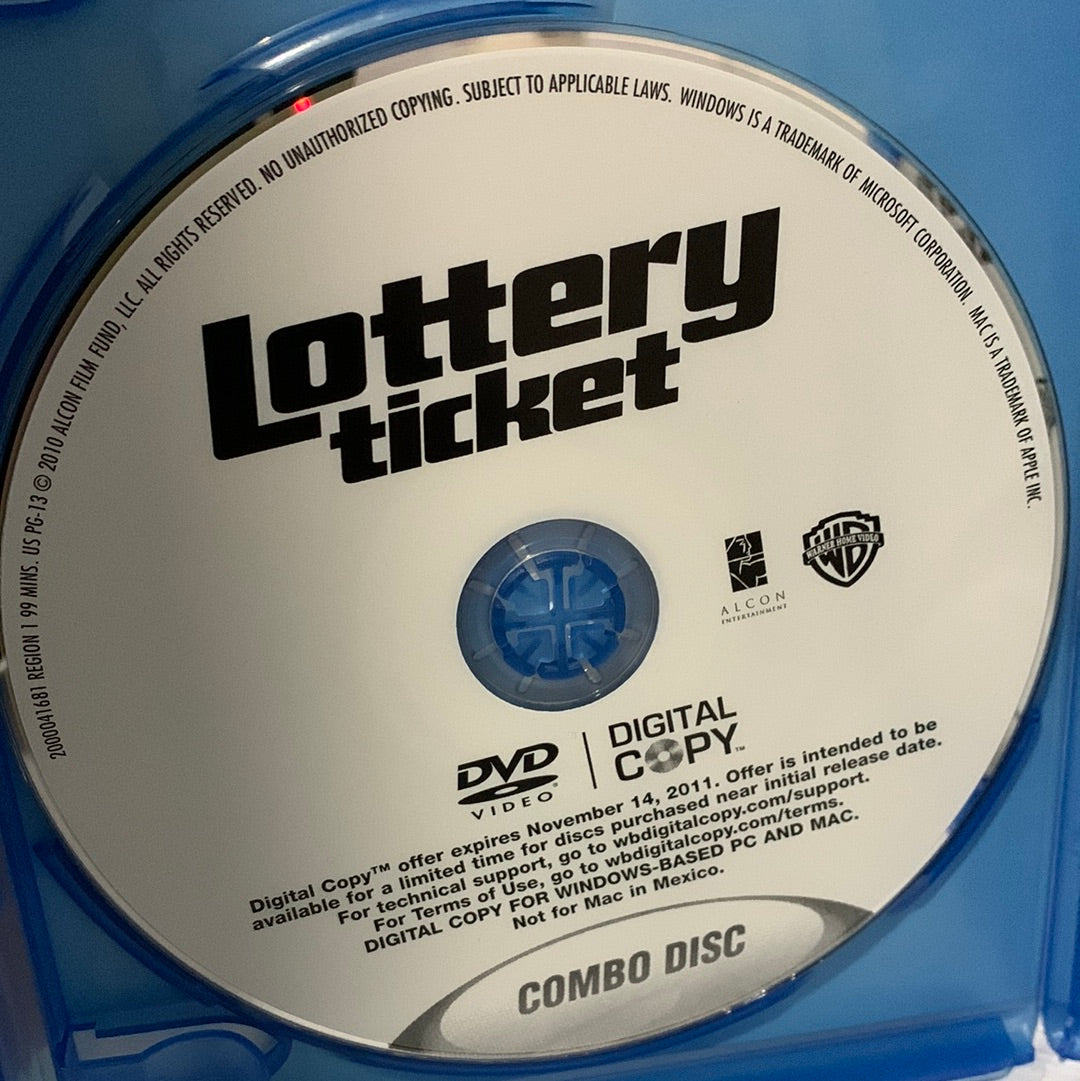 2000041681 REGION 1 99 MINS. US PG-13 © 2010 ALCON FILM FUND, LLC. ALL RIGHTS RESERVED. NO UNAUTHORIZED COPYING. SUBJECT TO APPLICABLE LAWS. WINDOWS IS A TRADEMARK OF MICROSOFT CORPORATION. MAC IS A TRADEMARK OF APPLE INC.
Lottery
ticket
ALCON
ENTERTAINMENT
WB
WARNER HOME VIDEO
DVD
VIDEO®
DIGITAL
COPY™
Digital Copy™ offer expires November 14, 2011. Offer is intended to be
available for a limited time for discs purchased near initial release date.
For technical support, go to wbdigitalcopy.com/support.
For Terms of Use, go to wbdigitalcopy.com/terms.
DIGITAL COPY FOR WINDOWS-BASED PC AND MAC.
Not for Mac in Mexico.
COMBO DISC